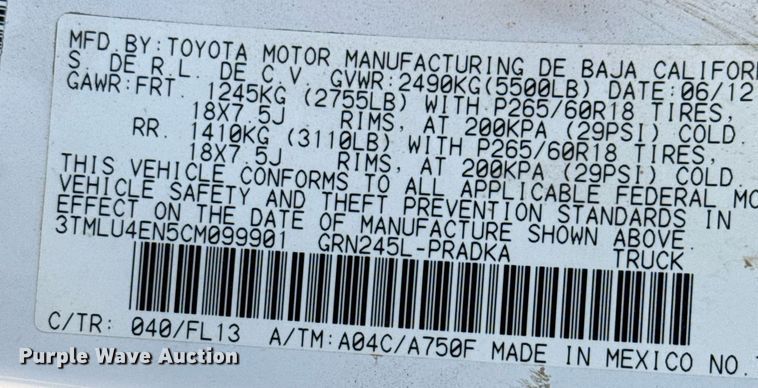 MFD.BY:TOYOTA MOTOR MANUFACTURING DE BAJA CALIFOR
S. DE R.L. DE C.V. GVWR:2490KG(5500LB) DATE:06/12
GAWR:FRT. 1245KG (2755LB) WITH P265/60R18 TIRES,
18X7.5J RIMS, AT 200KPA (29PSI) COLD.
RR. 1410KG (3110LB) WITH P265/60R18 TIRES,
18X7.5J RIMS, AT 200KPA (29PSI) COLD.
THIS VEHICLE CONFORMS TO ALL APPLICABLE FEDERAL MO
VEHICLE SAFETY AND THEFT PREVENTION STANDARDS IN
EFFECT ON THE DATE OF MANUFACTURE SHOWN ABOVE.
3TMLU4EN5CM099901 GRN245L-PRADKA TRUCK
C/TR: 040/FL13 A/TM:A04C/A750F MADE IN MEXICO NO.
Purple Wave Auction